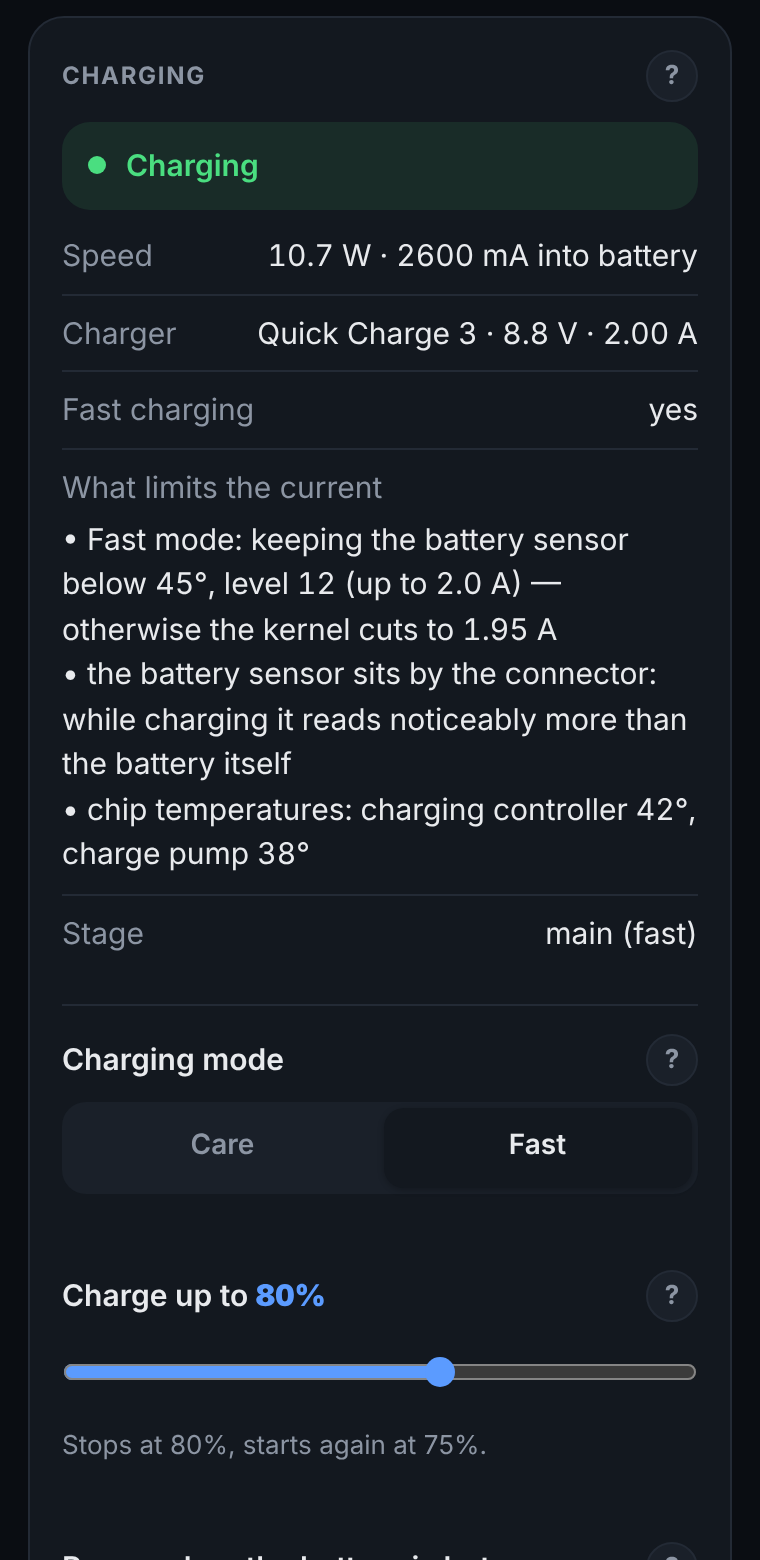 CHARGING
?
Charging
Speed 10.7 W · 2600 mA into battery
Charger Quick Charge 3 · 8.8 V · 2.00 A
Fast charging yes
What limits the current
• Fast mode: keeping the battery sensor
below 45°, level 12 (up to 2.0 A) —
otherwise the kernel cuts to 1.95 A
• the battery sensor sits by the connector:
while charging it reads noticeably more than
the battery itself
• chip temperatures: charging controller 42°,
charge pump 38°
Stage main (fast)
Charging mode
?
Care Fast
Charge up to 80%
?
Stops at 80%, starts again at 75%.